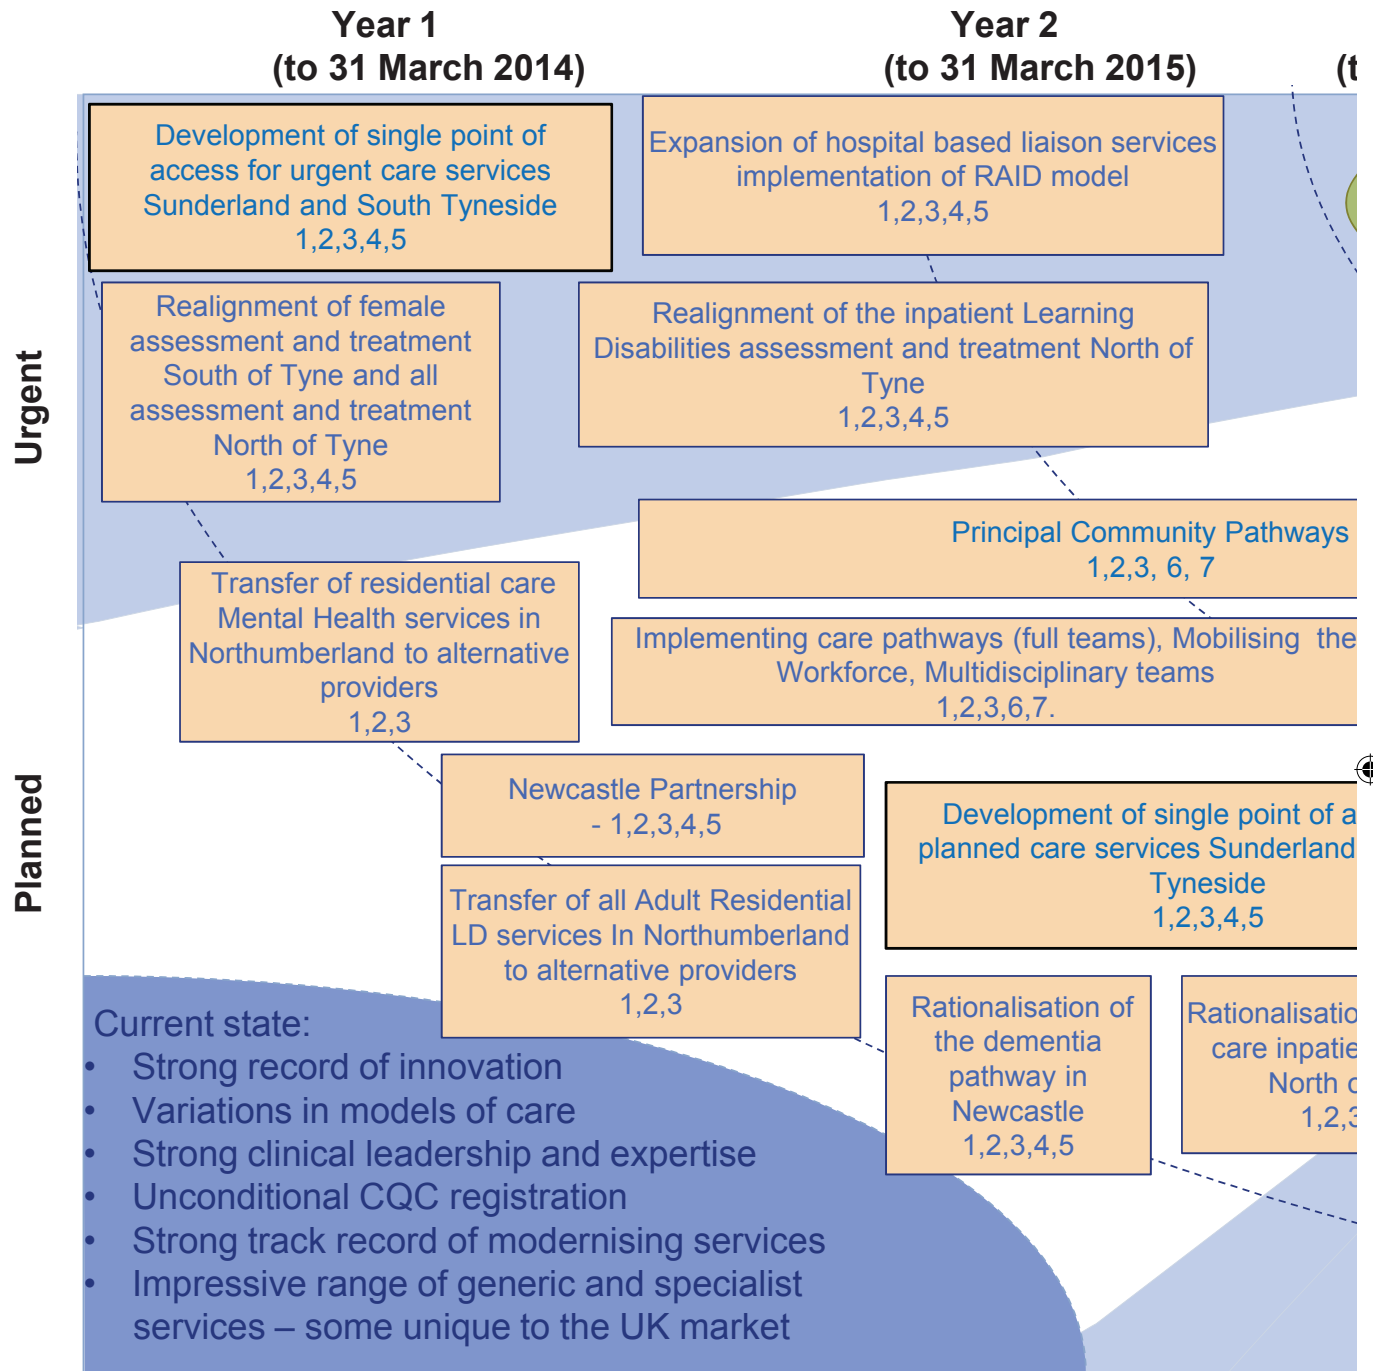 Year 1
(to 31 March 2014)
Year 2
(to 31 March 2015)
Urgent
Development of single point of
access for urgent care services
Sunderland and South Tyneside
1,2,3,4,5
Expansion of hospital based liaison services
implementation of RAID model
1,2,3,4,5
Realignment of female
assessment and treatment
South of Tyne and all
assessment and treatment
North of Tyne
1,2,3,4,5
Realignment of the inpatient Learning
Disabilities assessment and treatment North of
Tyne
1,2,3,4,5
Principal Community Pathways
1,2,3, 6, 7
Transfer of residential care
Mental Health services in
Northumberland to alternative
providers
1,2,3
Implementing care pathways (full teams), Mobilising the
Workforce, Multidisciplinary teams
1,2,3,6,7.
Planned
Newcastle Partnership
- 1,2,3,4,5
Development of single point of
planned care services Sunderland
Tyneside
1,2,3,4,5
Transfer of all Adult Residential
LD services In Northumberland
to alternative providers
1,2,3
Rationalisation of
the dementia
pathway in
Newcastle
1,2,3,4,5
care
North
1,2,3
Current state:
• Strong record of innovation
• Variations in models of care
• Strong clinical leadership and expertise
• Unconditional CQC registration
• Strong track record of modernising services
• Impressive range of generic and specialist
services – some unique to the UK market